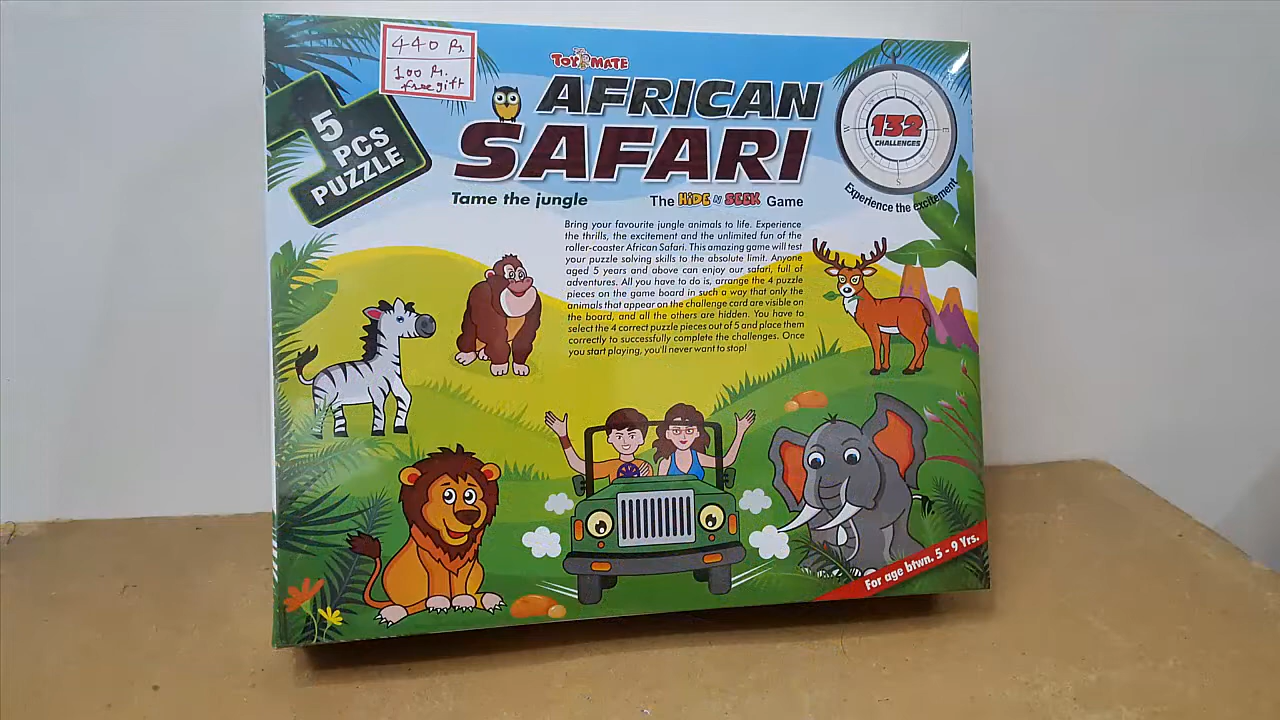 440 Rs.
100 Rs.
free gift
TOY MATE
AFRICAN
SAFARI
5
PCS
PUZZLE
Tame the jungle
The HiDE N SEEK Game
N
W
E
S
132
CHALLENGES
Experience the excitement
Bring your favourite jungle animals to life. Experience
the thrills, the excitement and the unlimited fun of the
roller-coaster African Safari. This amazing game will test
your puzzle solving skills to the absolute limit. Anyone
aged 5 years and above can enjoy our safari, full of
adventures. All you have to do is, arrange the 4 puzzle
pieces on the game board in such a way that only the
animals that appear on the challenge card are visible on
the board, and all the others are hidden. You have to
select the 4 correct puzzle pieces out of 5 and place them
correctly to successfully complete the challenges. Once
you start playing, you'll never want to stop!
For age btwn. 5 - 9 Yrs.